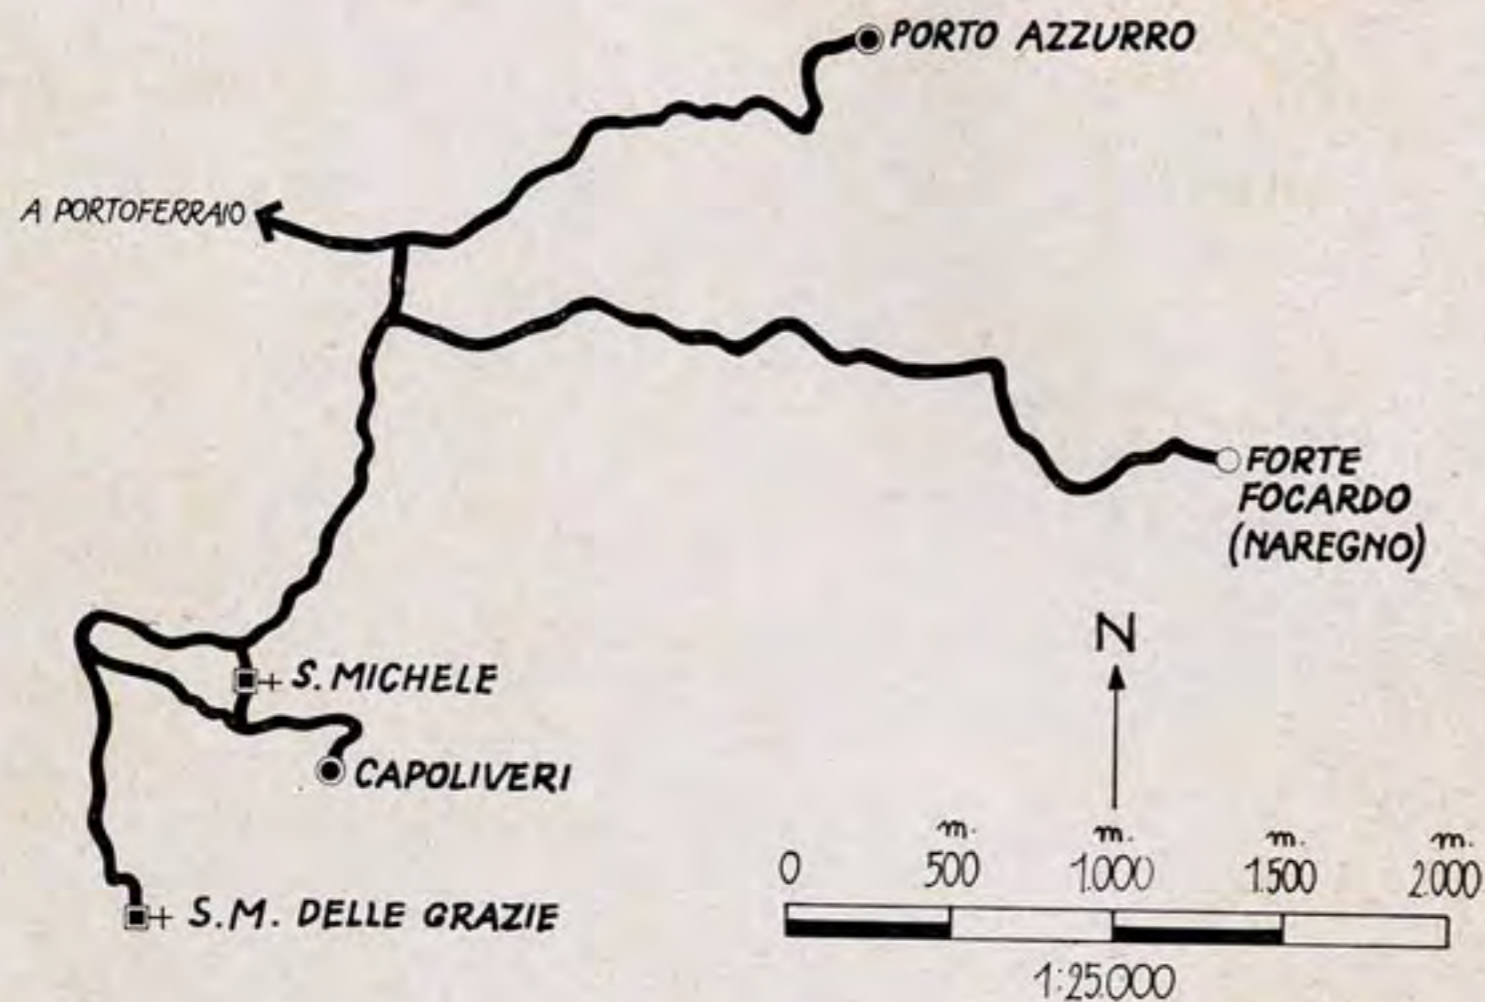 PORTO AZZURRO
A PORTOFERRAIO
FORTE
FOCARDO
(NAREGNO)
N
S. MICHELE
CAPOLIVERI
S.M. DELLE GRAZIE
m. m. m. m.
0 500 1.000 1.500 2.000
1:25.000